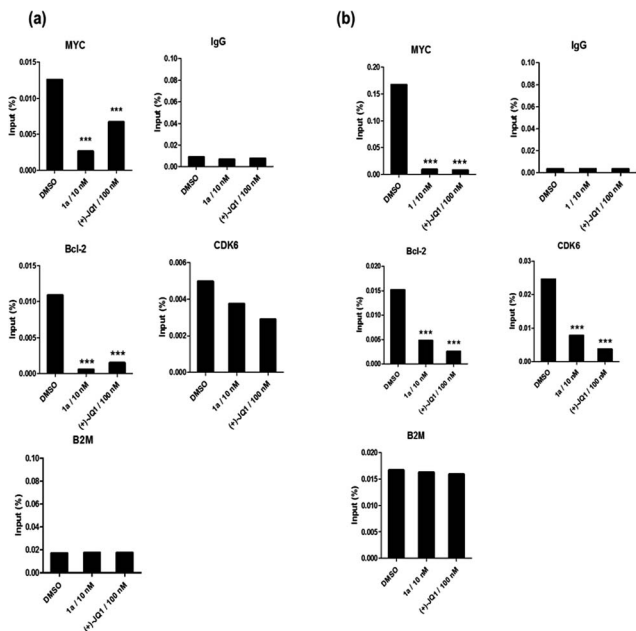 (a)
MYC
Input (%)
0.015
0.010
0.005
0.000
***
***
DMSO
1a / 10 nM
(+)-JQ1 / 100 nM
IgG
Input (%)
0.10
0.08
0.06
0.04
0.02
0.00
DMSO
1a / 10 nM
(+)-JQ1 / 100 nM
Bcl-2
Input (%)
0.015
0.010
0.005
0.000
***
***
DMSO
1a / 10 nM
(+)-JQ1 / 100 nM
CDK6
Input (%)
0.006
0.004
0.002
0.000
DMSO
1a / 10 nM
(+)-JQ1 / 100 nM
B2M
Input (%)
0.10
0.08
0.06
0.04
0.02
0.00
DMSO
1a / 10 nM
(+)-JQ1 / 100 nM
(b)
MYC
Input (%)
0.20
0.15
0.10
0.05
0.00
***
***
DMSO
1 / 10 nM
(+)-JQ1 / 100 nM
IgG
Input (%)
0.10
0.08
0.06
0.04
0.02
0.00
DMSO
1 / 10 nM
(+)-JQ1 / 100 nM
Bcl-2
Input (%)
0.020
0.015
0.010
0.005
0.000
***
***
DMSO
1a / 10 nM
(+)-JQ1 / 100 nM
CDK6
Input (%)
0.03
0.02
0.01
0.00
***
***
DMSO
1a / 10 nM
(+)-JQ1 / 100 nM
B2M
Input (%)
0.020
0.015
0.010
0.005
0.000
DMSO
1a / 10 nM
(+)-JQ1 / 100 nM